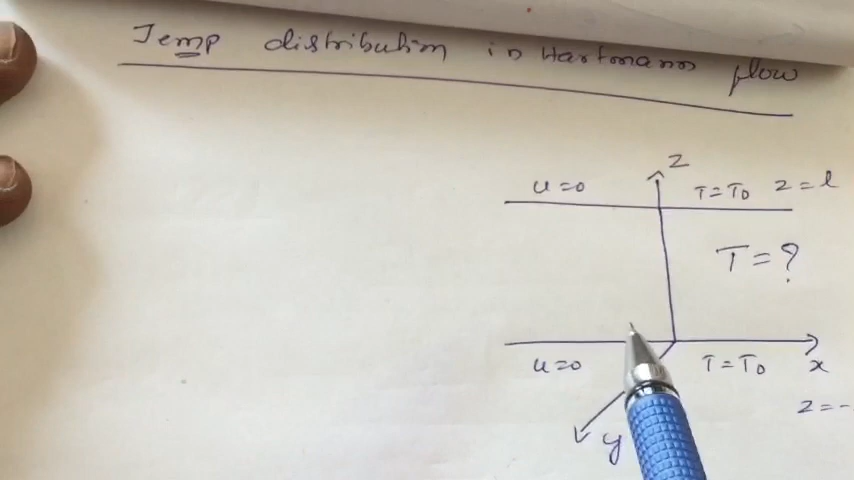 Temp distribution in Hartmann flow
z
u=0 T=T0 z=l
T=?
u=0 T=T0 x
z=-
y